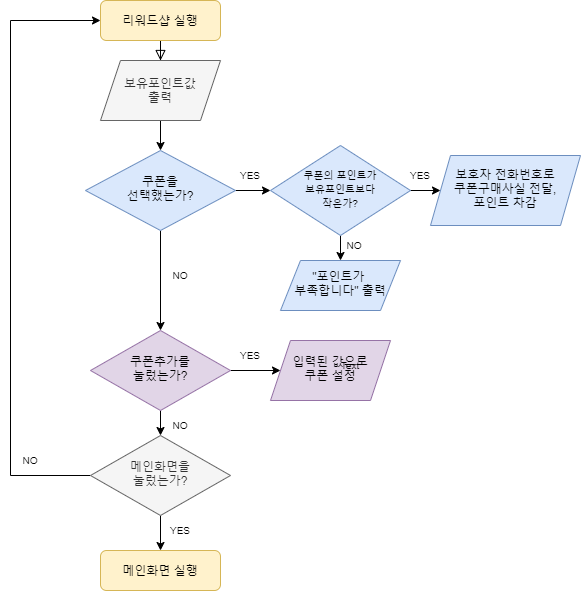 리워드샵 실행
보유포인트값
출력
쿠폰을
선택했는가?
YES
쿠폰의 포인트가
보유포인트보다
작은가?
YES
보호자 전화번호로
쿠폰구매사실 전달,
포인트 차감
NO
"포인트가
부족합니다" 출력
NO
쿠폰추가를
눌렀는가?
YES
입력된 값으로
쿠폰 설정
NO
메인화면을
눌렀는가?
NO
YES
메인화면 실행